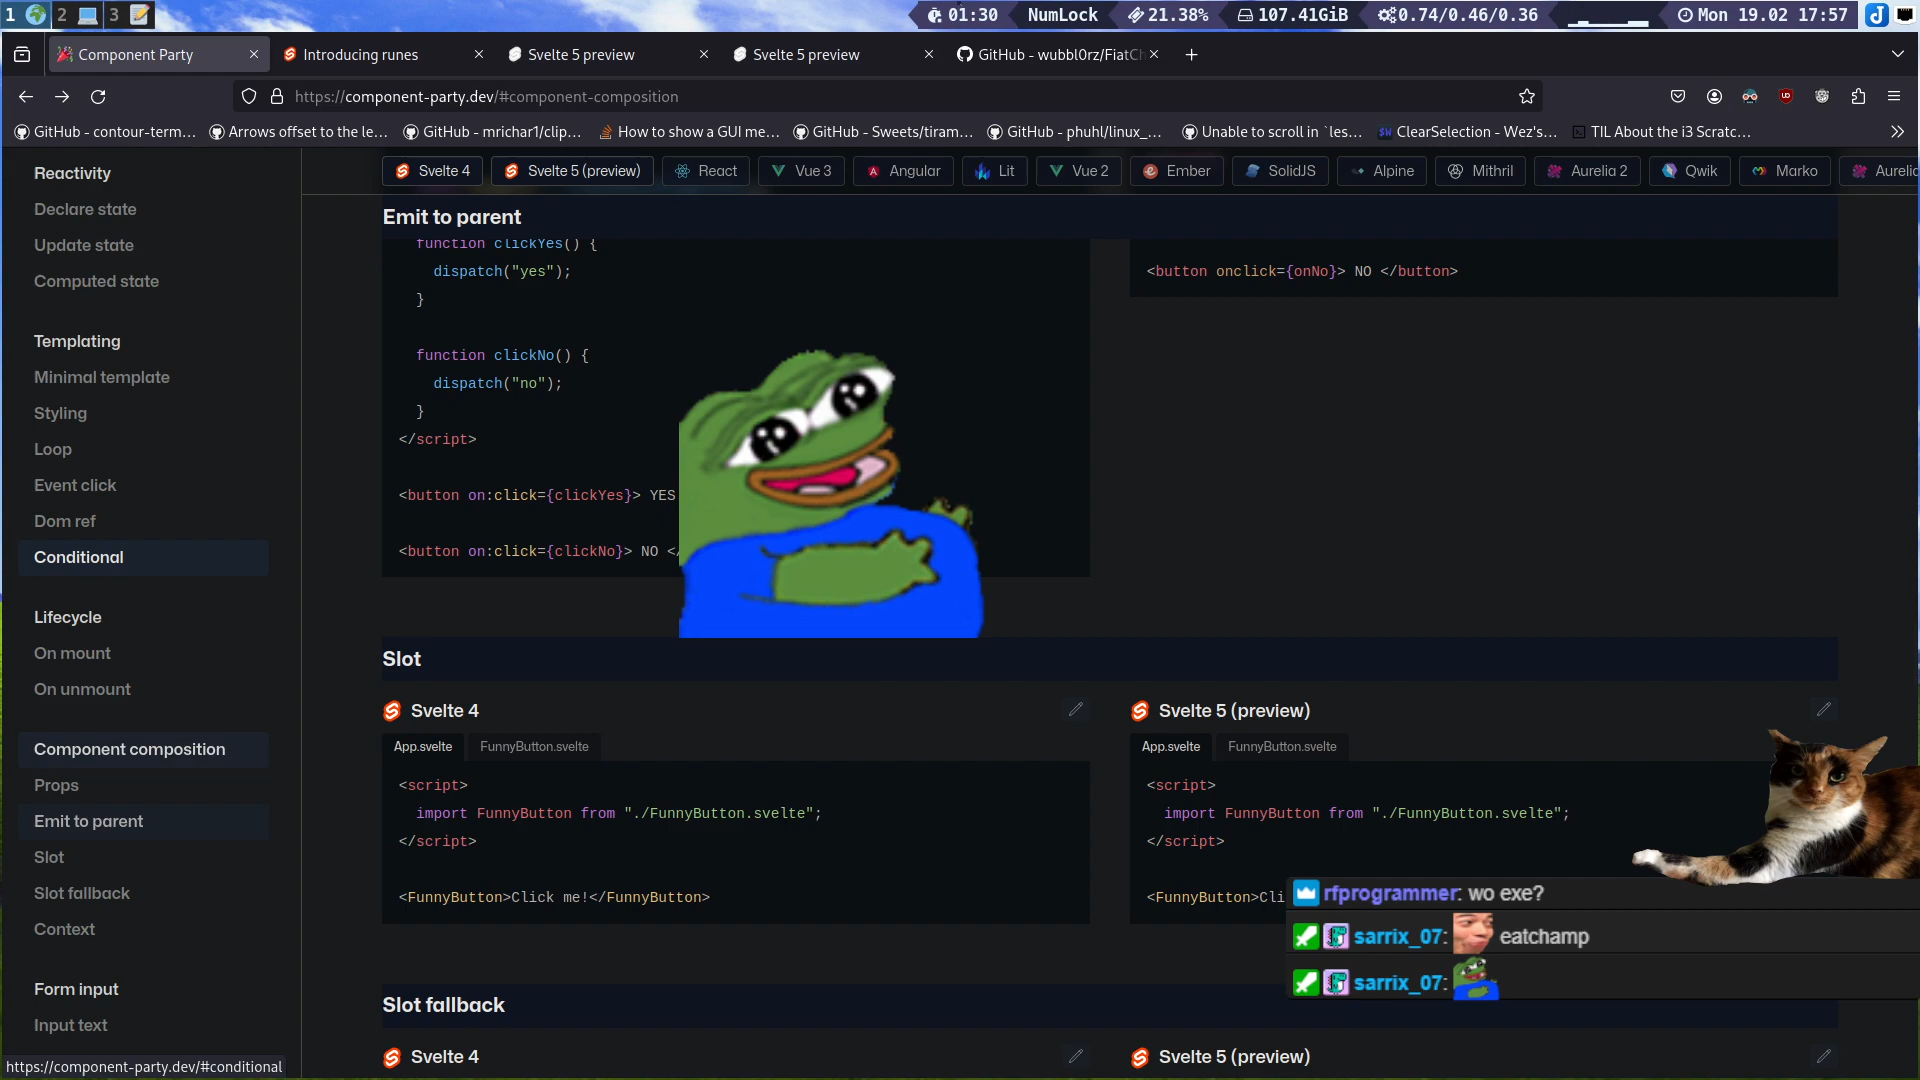 1 2 3
01:30 NumLock 21.38% 107.41GiB 0.74/0.46/0.36 Mon 19.02 17:57
Component Party Introducing runes Svelte 5 preview Svelte 5 preview GitHub - wubbl0rz/FiatCh
https://component-party.dev/#component-composition
GitHub - contour-term… Arrows offset to the le… GitHub - mrichar1/clip… How to show a GUI me… GitHub - Sweets/tiram… GitHub - phuhl/linux_… Unable to scroll in `les… ClearSelection - Wez's… TIL About the i3 Scratc…
Svelte 4 Svelte 5 (preview) React Vue 3 Angular Lit Vue 2 Ember SolidJS Alpine Mithril Aurelia 2 Qwik Marko Aurelia
Reactivity
Declare state
Update state
Computed state
Templating
Minimal template
Styling
Loop
Event click
Dom ref
Conditional
Lifecycle
On mount
On unmount
Component composition
Props
Emit to parent
Slot
Slot fallback
Context
Form input
Input text
https://component-party.dev/#conditional
Emit to parent
function clickYes() {
dispatch("yes");
}
function clickNo() {
dispatch("no");
}
</script>
<button on:click={clickYes}> YES
<button on:click={clickNo}> NO </
<button onclick={onNo}> NO </button>
Slot
Svelte 4
App.svelte FunnyButton.svelte
<script>
import FunnyButton from "./FunnyButton.svelte";
</script>
<FunnyButton>Click me!</FunnyButton>
Svelte 5 (preview)
App.svelte FunnyButton.svelte
<script>
import FunnyButton from "./FunnyButton.svelte";
</script>
<FunnyButton>Cli
rfprogrammer: wo exe?
sarrix_07: eatchamp
sarrix_07:
Slot fallback
Svelte 4
Svelte 5 (preview)